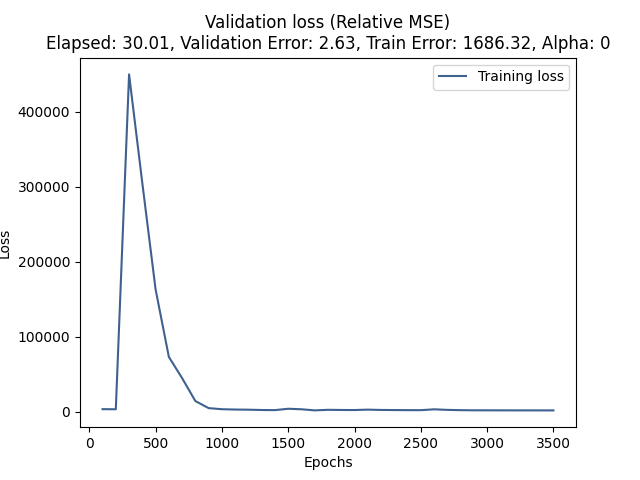 Validation loss (Relative MSE)
Elapsed: 30.01, Validation Error: 2.63, Train Error: 1686.32, Alpha: 0
Training loss
400000
300000
200000
100000
0
Loss
0 500 1000 1500 2000 2500 3000 3500
Epochs